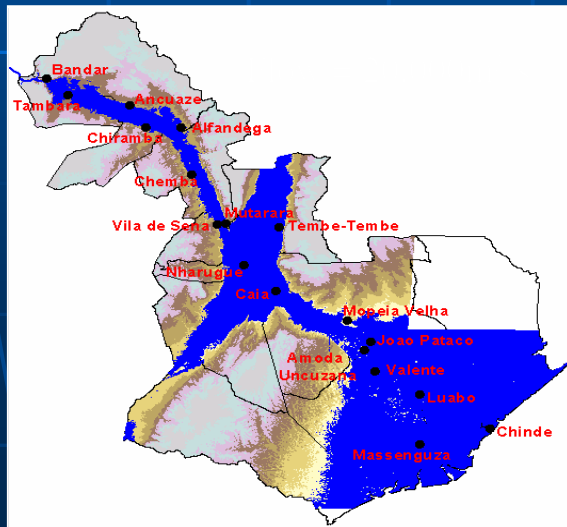 Bandar
Tambara
Ancuaze
Chiramba
Alfandega
Chemba
Vila de Sena
Mutarara
Tembe-Tembe
Nharugue
Caia
Mopeia Velha
Joao Pataco
Amoda
Uncuzana
Valente
Luabo
Chinde
Massenguza